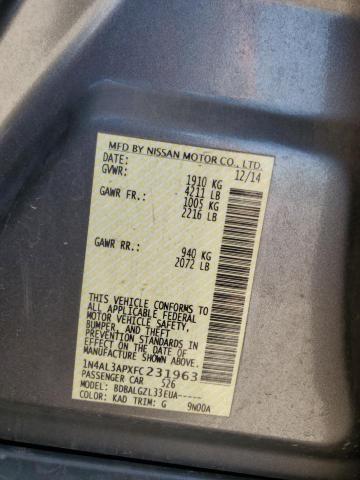 MFD BY NISSAN MOTOR CO., LTD.
DATE: 12/14
GVWR: 1910 KG
4211 LB
GAWR FR.: 1005 KG
2216 LB
GAWR RR.: 940 KG
2072 LB
THIS VEHICLE CONFORMS TO
ALL APPLICABLE FEDERAL
MOTOR VEHICLE SAFETY,
BUMPER, AND THEFT
PREVENTION STANDARDS IN
EFFECT ON THE DATE OF
MANUFACTURE SHOWN ABOVE.
1N4AL3APXFC231963
PASSENGER CAR 526
MODEL: BDBALGZL33EUA-----
COLOR: KAD TRIM: G 9N00A